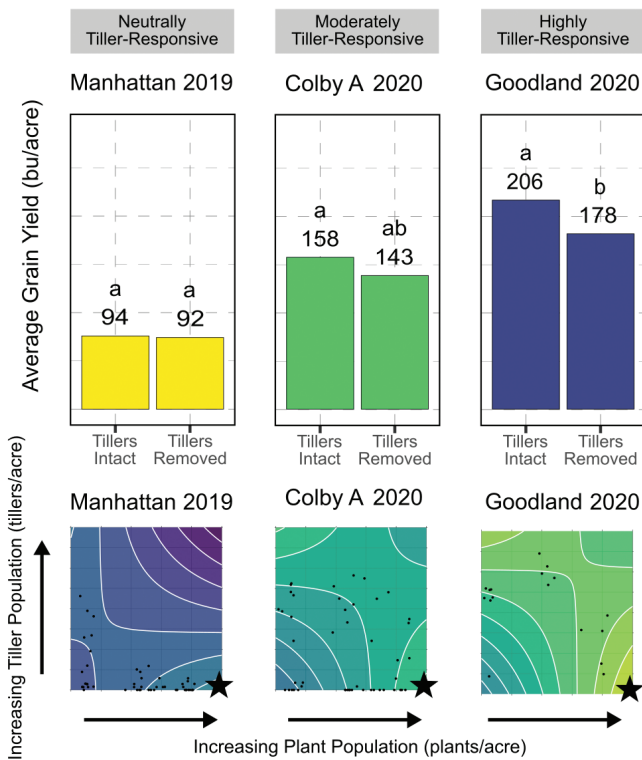 Neutrally
Tiller-Responsive
Moderately
Tiller-Responsive
Highly
Tiller-Responsive
Manhattan 2019
Colby A 2020
Goodland 2020
Average Grain Yield (bu/acre)
a
94
a
92
a
158
ab
143
a
206
b
178
Tillers
Intact
Tillers
Removed
Tillers
Intact
Tillers
Removed
Tillers
Intact
Tillers
Removed
Manhattan 2019
Colby A 2020
Goodland 2020
Increasing Tiller Population (tillers/acre)
Increasing Plant Population (plants/acre)